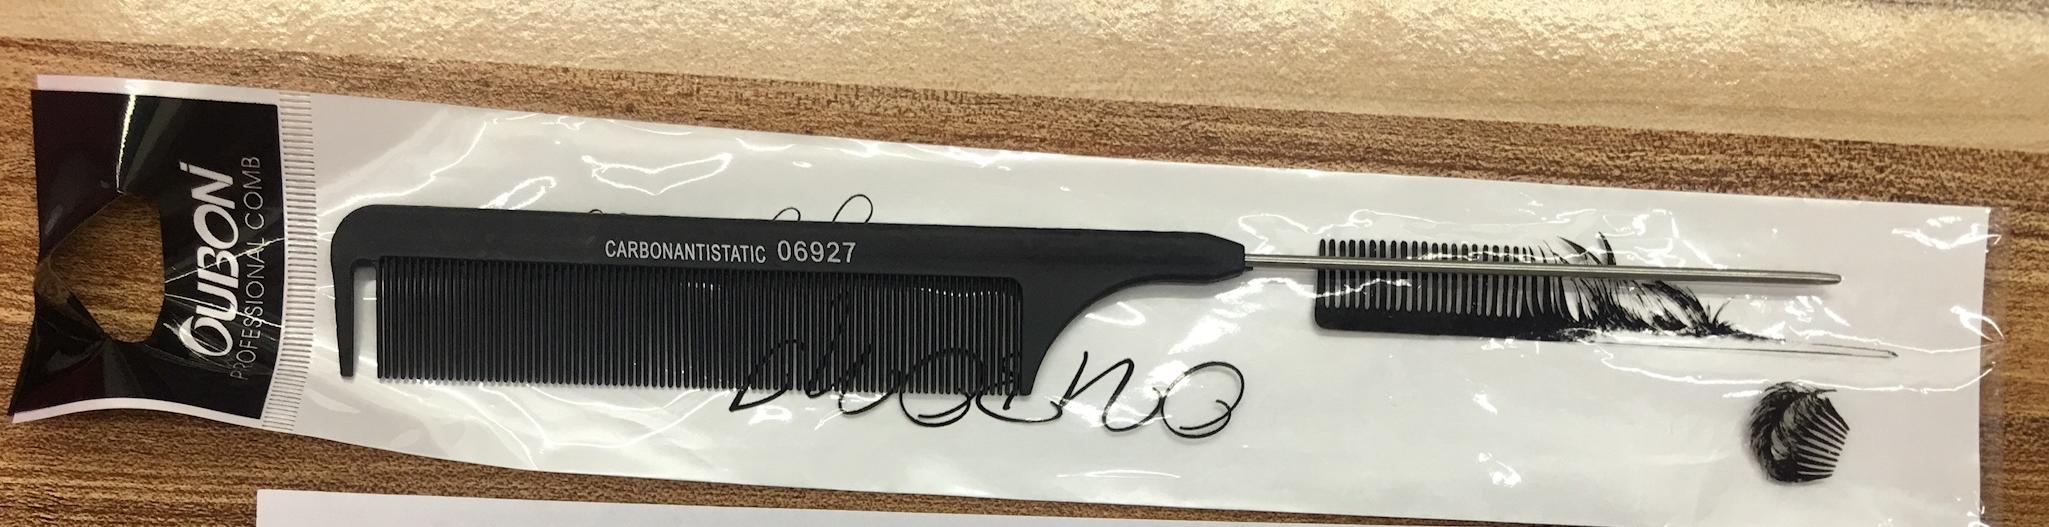 OUBONi
PROFESSIONAL COMB
CARBONANTISTATIC 06927